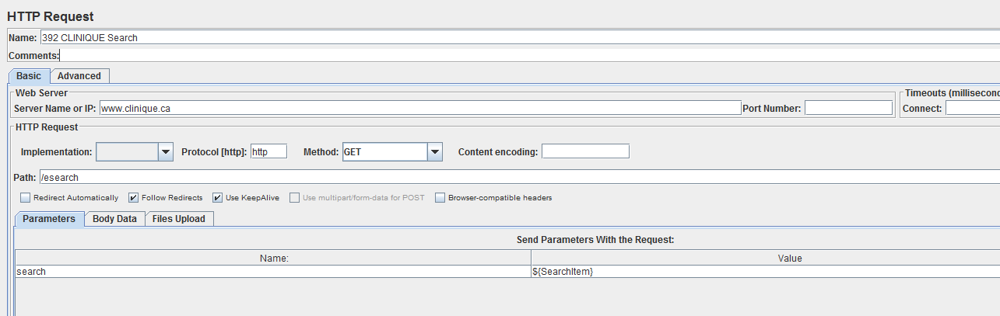 HTTP Request
Name: 392 CLINIQUE Search
Comments:
Basic Advanced
Web Server Timeouts (millisecond
Server Name or IP: www.clinique.ca Port Number: Connect:
HTTP Request
Implementation: Protocol [http]: http Method: GET Content encoding:
Path: /esearch
Redirect Automatically Follow Redirects Use KeepAlive Use multipart/form-data for POST Browser-compatible headers
Parameters Body Data Files Upload
Send Parameters With the Request:
Name: Value
search ${SearchItem}